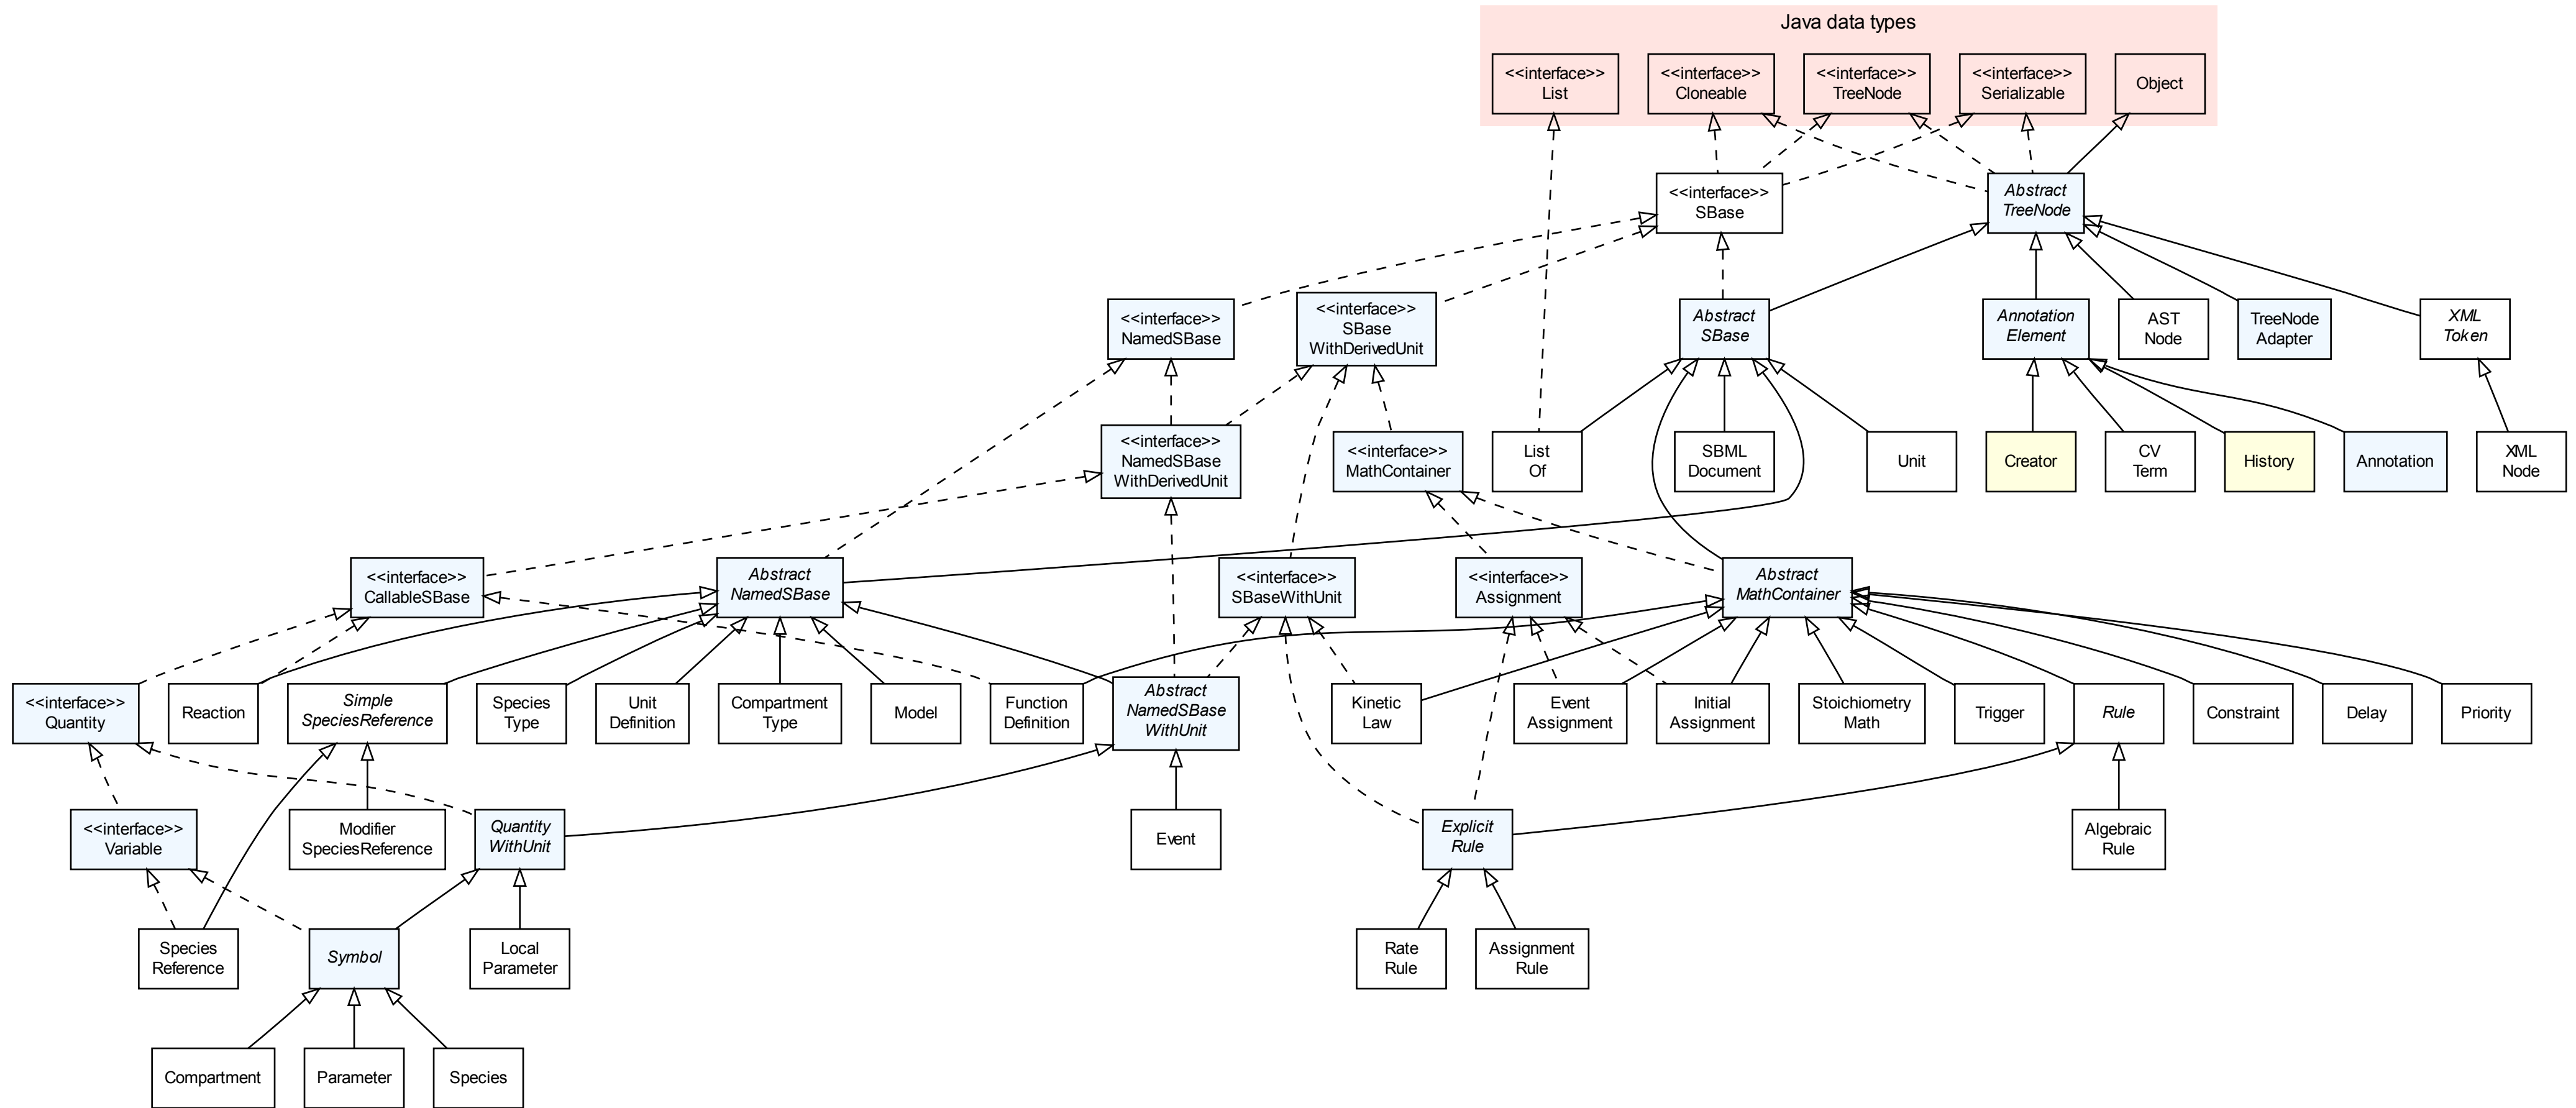 Java data types
<<interface>>
List
<<interface>>
Cloneable
<<interface>>
TreeNode
<<interface>>
Serializable
Object
<<interface>>
SBase
Abstract
TreeNode
<<interface>>
NamedSBase
<<interface>>
SBase
WithDerivedUnit
Abstract
SBase
Annotation
Element
AST
Node
TreeNode
Adapter
XML
Token
<<interface>>
NamedSBase
WithDerivedUnit
<<interface>>
MathContainer
List
Of
SBML
Document
Unit
Creator
CV
Term
History
Annotation
XML
Node
<<interface>>
CallableSBase
Abstract
NamedSBase
<<interface>>
SBaseWithUnit
<<interface>>
Assignment
Abstract
MathContainer
<<interface>>
Quantity
Reaction
Simple
SpeciesReference
Species
Type
Unit
Definition
Compartment
Type
Model
Function
Definition
Abstract
NamedSBase
WithUnit
Kinetic
Law
Event
Assignment
Initial
Assignment
Stoichiometry
Math
Trigger
Rule
Constraint
Delay
Priority
<<interface>>
Variable
Modifier
SpeciesReference
Quantity
WithUnit
Event
Explicit
Rule
Algebraic
Rule
Species
Reference
Symbol
Local
Parameter
Rate
Rule
Assignment
Rule
Compartment
Parameter
Species